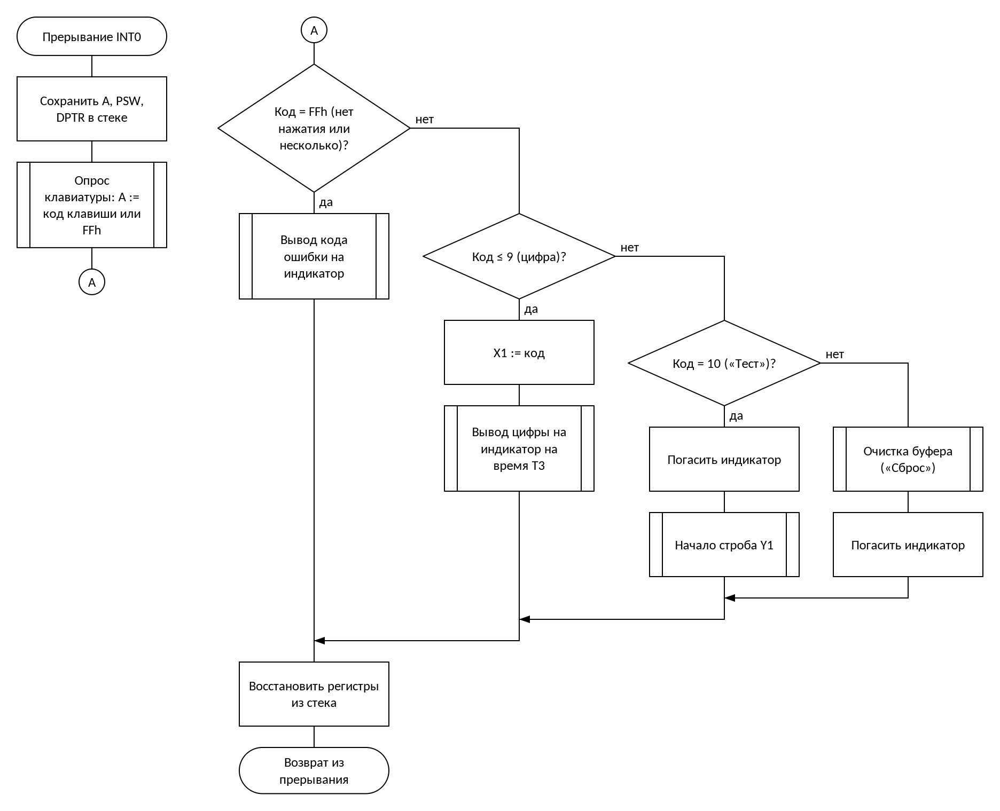 Прерывание INT0
Сохранить A, PSW,
DPTR в стеке
Опрос
клавиатуры: A :=
код клавиши или
FFh
A
A
Код = FFh (нет
нажатия или
несколько)?
нет
да
Вывод кода
ошибки на
индикатор
Код ≤ 9 (цифра)?
нет
да
X1 := код
Вывод цифры на
индикатор на
время T3
Код = 10 («Тест»)?
нет
да
Погасить индикатор
Начало строба Y1
Очистка буфера
(«Сброс»)
Погасить индикатор
Восстановить регистры
из стека
Возврат из
прерывания